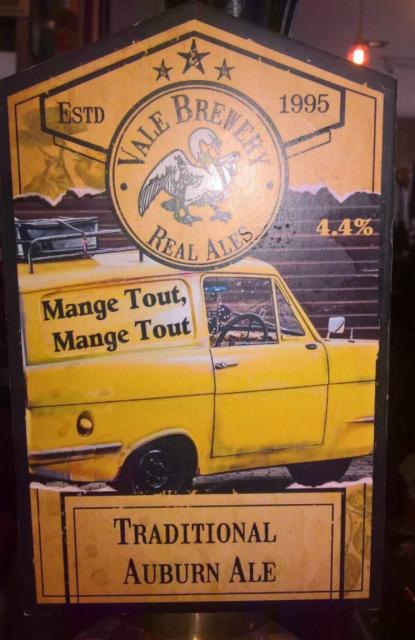 ESTD 1995
VALE BREWERY
REAL ALES
4.4%
Mange Tout,
Mange Tout
TRADITIONAL
AUBURN ALE